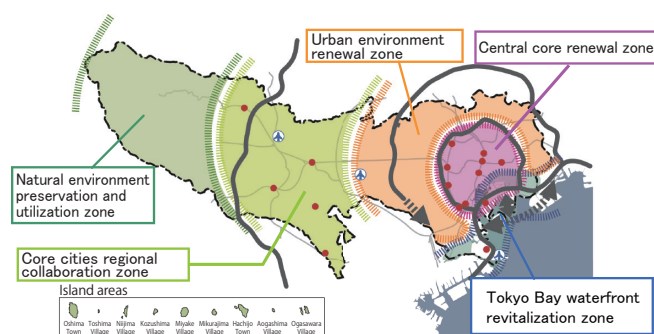 Urban environment
renewal zone
Central core renewal zone
Natural environment
preservation and
utilization zone
Core cities regional
collaboration zone
Tokyo Bay waterfront
revitalization zone
Island areas
Oshima
Town
Toshima
Village
Niijima
Village
Kozushima
Village
Miyake
Village
Mikurajima
Village
Hachijo
Town
Aogashima
Village
Ogasawara
Village